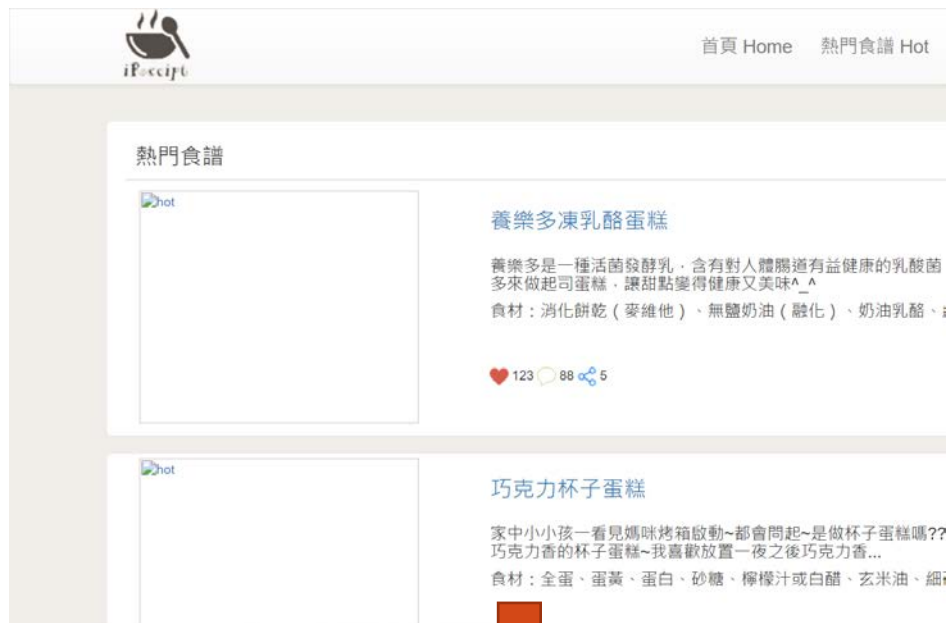 iReceipt
首頁 Home 熱門食譜 Hot
熱門食譜
hot
養樂多凍乳酪蛋糕
養樂多是一種活菌發酵乳，含有對人體腸道有益健康的乳酸菌
多來做起司蛋糕，讓甜點變得健康又美味^_^
食材：消化餅乾（麥維他）、無鹽奶油（融化）、奶油乳酪、
123 88 5
hot
巧克力杯子蛋糕
家中小小孩一看見媽咪烤箱啟動~都會問起~是做杯子蛋糕嗎??
巧克力香的杯子蛋糕~我喜歡放置一夜之後巧克力香...
食材：全蛋、蛋黃、蛋白、砂糖、檸檬汁或白醋、玄米油、細